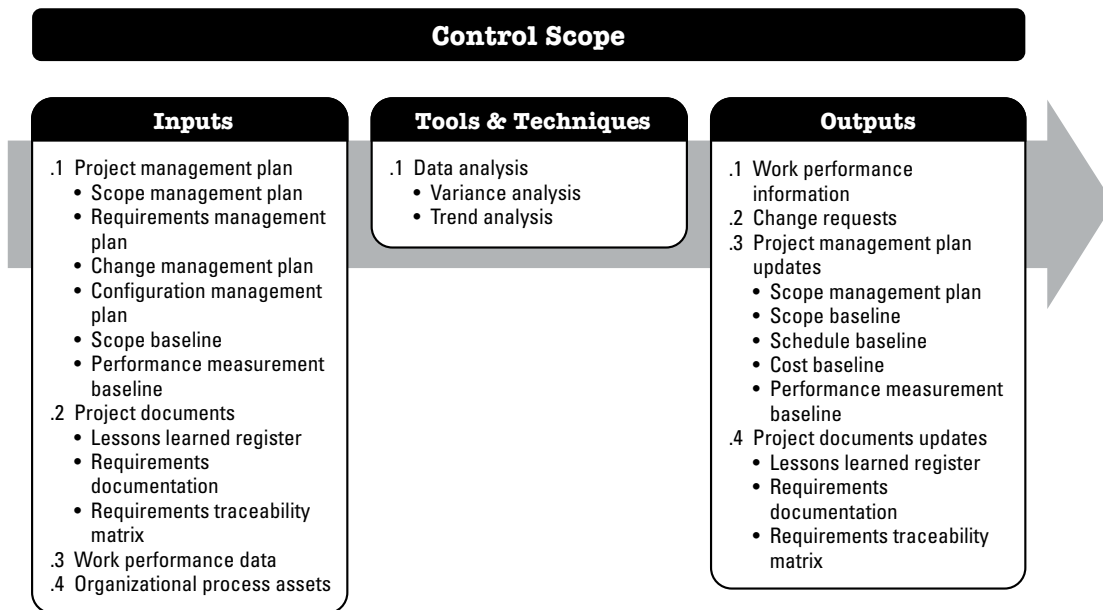 Control Scope
Inputs
.1 Project management plan
• Scope management plan
• Requirements management
plan
• Change management plan
• Configuration management
plan
• Scope baseline
• Performance measurement
baseline
.2 Project documents
• Lessons learned register
• Requirements
documentation
• Requirements traceability
matrix
.3 Work performance data
.4 Organizational process assets
Tools & Techniques
.1 Data analysis
• Variance analysis
• Trend analysis
Outputs
.1 Work performance
information
.2 Change requests
.3 Project management plan
updates
• Scope management plan
• Scope baseline
• Schedule baseline
• Cost baseline
• Performance measurement
baseline
.4 Project documents updates
• Lessons learned register
• Requirements
documentation
• Requirements traceability
matrix